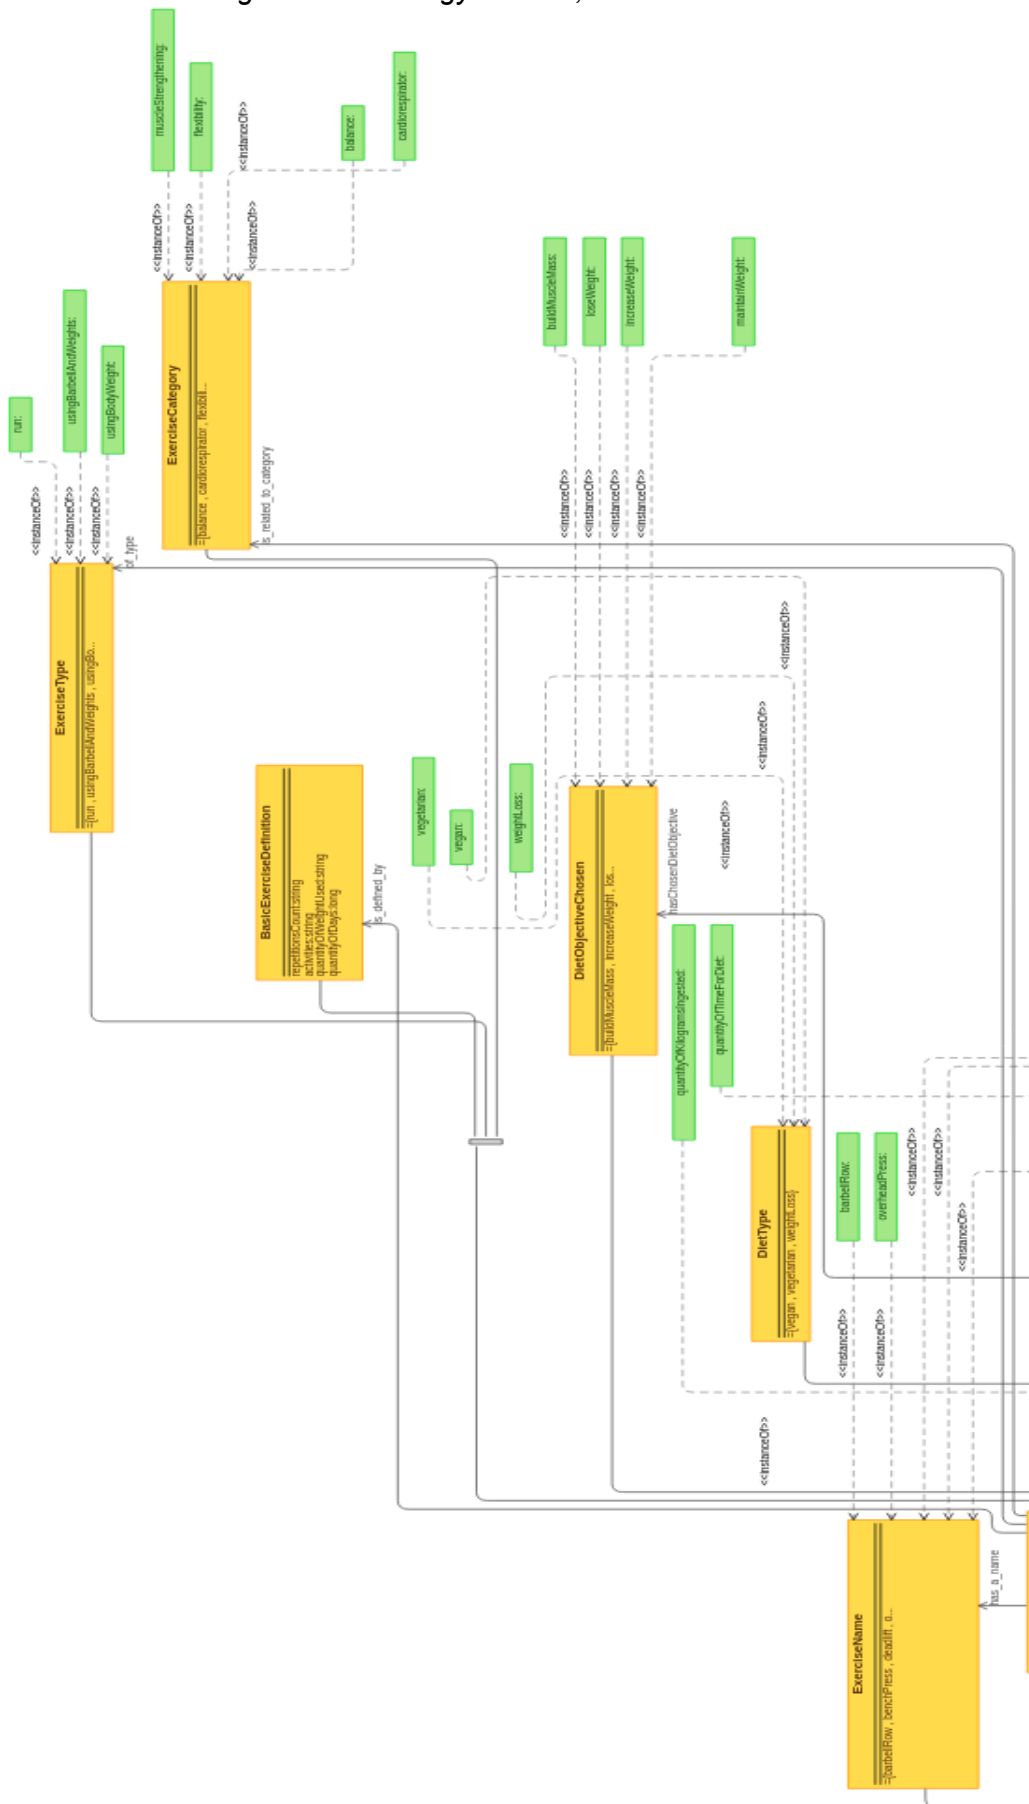 muscleStrengthening:
flexibility:
balance:
cardiorespirator:
<<instanceOf>>
<<instanceOf>>
<<instanceOf>>
<<instanceOf>>
run:
usingBarbellAndWeights:
usingBodyWeight:
<<instanceOf>>
<<instanceOf>>
<<instanceOf>>
of_type
ExerciseCategory
={balance , cardiorespirator , flexibili...
is_related_to_category
ExerciseType
={run , usingBarbellAndWeights , usingBo...
buildMuscleMass:
loseWeight:
increaseWeight:
maintainWeight:
<<instanceOf>>
<<instanceOf>>
<<instanceOf>>
<<instanceOf>>
BasicExerciseDefinition
repetitionsCount:string
activities:string
quantityOfWeightUsed:string
quantityOfDays:long
is_defined_by
vegetarian:
vegan:
weightLoss:
<<instanceOf>>
<<instanceOf>>
<<instanceOf>>
DietObjectiveChosen
={buildMuscleMass , increaseWeight , los...
hasChosenDietObjective
quantityOfKilogramsIngested:
quantityOfTimeForDiet:
DietType
={vegan , vegetarian , weightLoss}
barbellRow:
overheadPress:
<<instanceOf>>
<<instanceOf>>
<<instanceOf>>
<<instanceOf>>
<<instanceOf>>
<<instanceOf>>
ExerciseName
={barbellRow , benchPress , deadlift , o...
has_a_name